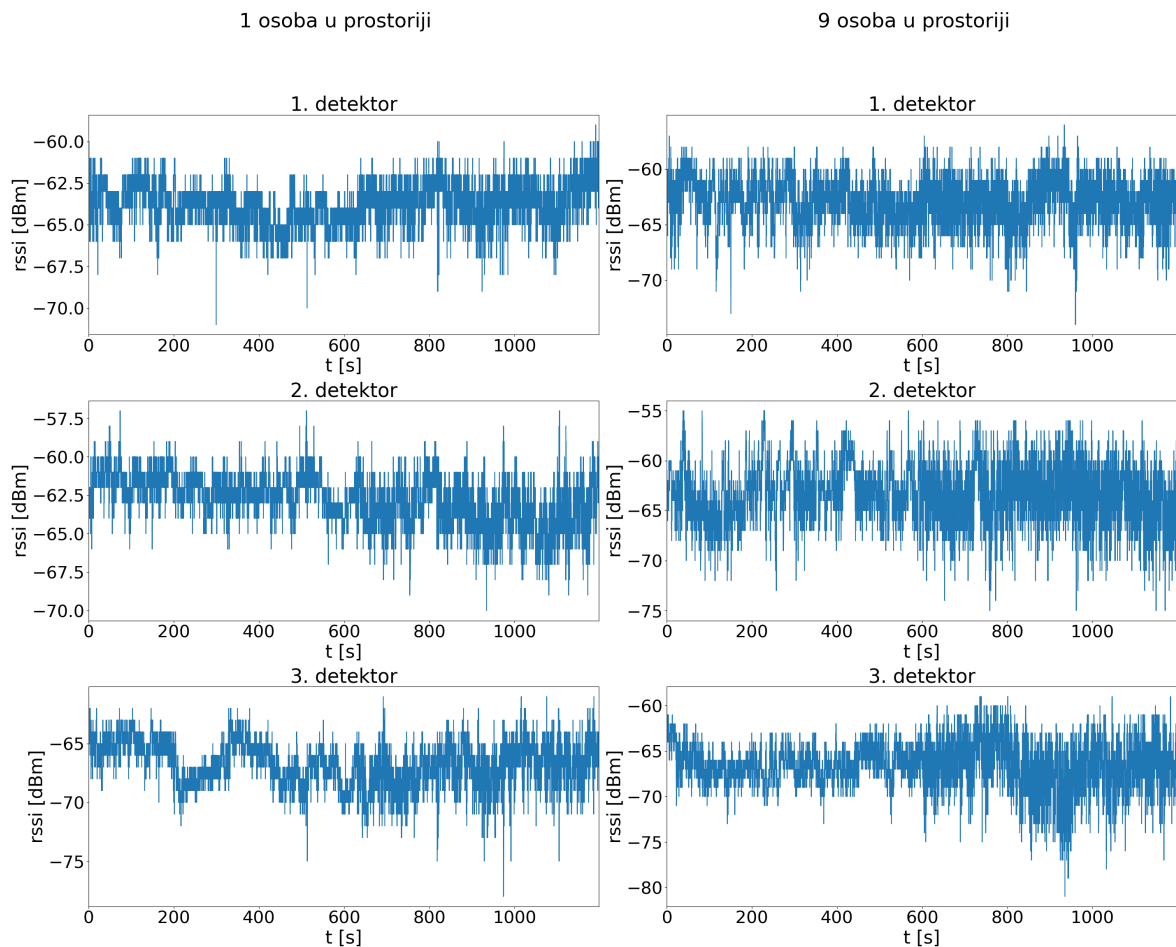 1 osoba u prostoriji
9 osoba u prostoriji
1. detektor
−60.0
−62.5
−65.0
−67.5
−70.0
rssi [dBm]
0 200 400 600 800 1000
t [s]
1. detektor
−60
−65
−70
rssi [dBm]
0 200 400 600 800 1000
t [s]
2. detektor
−57.5
−60.0
−62.5
−65.0
−67.5
−70.0
rssi [dBm]
0 200 400 600 800 1000
t [s]
2. detektor
−55
−60
−65
−70
−75
rssi [dBm]
0 200 400 600 800 1000
t [s]
3. detektor
−65
−70
−75
rssi [dBm]
0 200 400 600 800 1000
t [s]
3. detektor
−60
−65
−70
−75
−80
rssi [dBm]
0 200 400 600 800 1000
t [s]